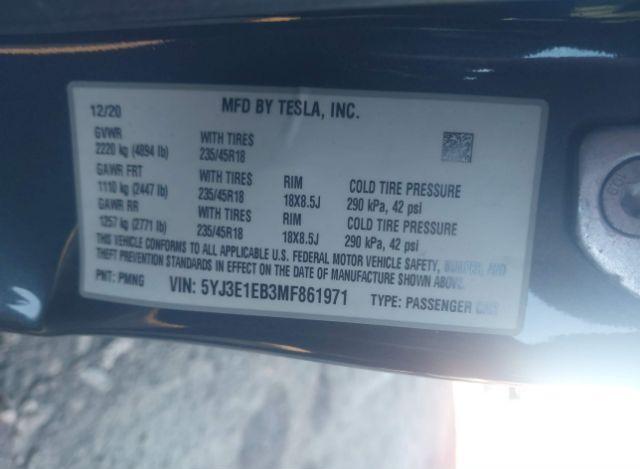 12/20 MFD BY TESLA, INC.
GVWR
2220 kg (4894 lb) WITH TIRES 235/45R18
GAWR FRT
1110 kg (2447 lb) WITH TIRES 235/45R18 RIM 18X8.5J COLD TIRE PRESSURE 290 kPa, 42 psi
GAWR RR
1257 kg (2771 lb) WITH TIRES 235/45R18 RIM 18X8.5J COLD TIRE PRESSURE 290 kPa, 42 psi
THIS VEHICLE CONFORMS TO ALL APPLICABLE U.S. FEDERAL MOTOR VEHICLE SAFETY, BUMPER, AND
THEFT PREVENTION STANDARDS IN EFFECT ON THE DATE OF MANUFACTURE SHOWN ABOVE.
PNT: PMNG VIN: 5YJ3E1EB3MF861971 TYPE: PASSENGER CAR